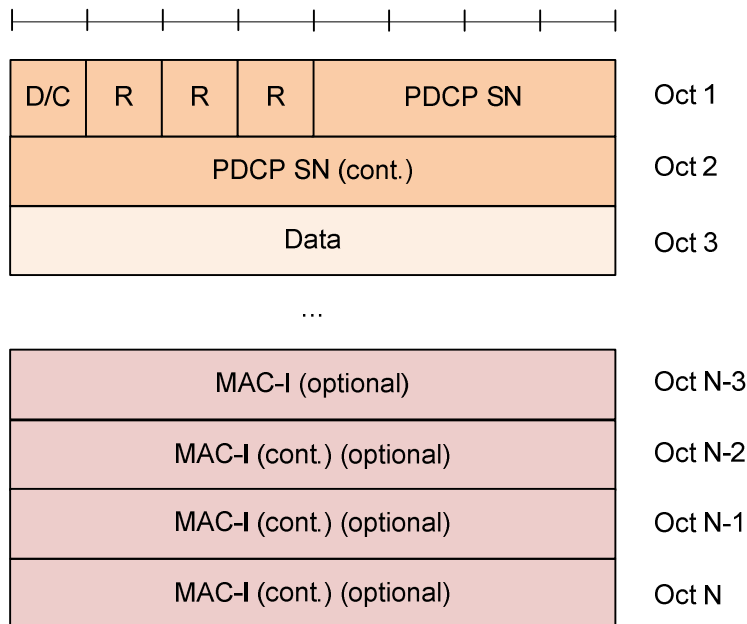 D/C R R R PDCP SN Oct 1
PDCP SN (cont.) Oct 2
Data Oct 3
...
MAC-I (optional) Oct N-3
MAC-I (cont.) (optional) Oct N-2
MAC-I (cont.) (optional) Oct N-1
MAC-I (cont.) (optional) Oct N